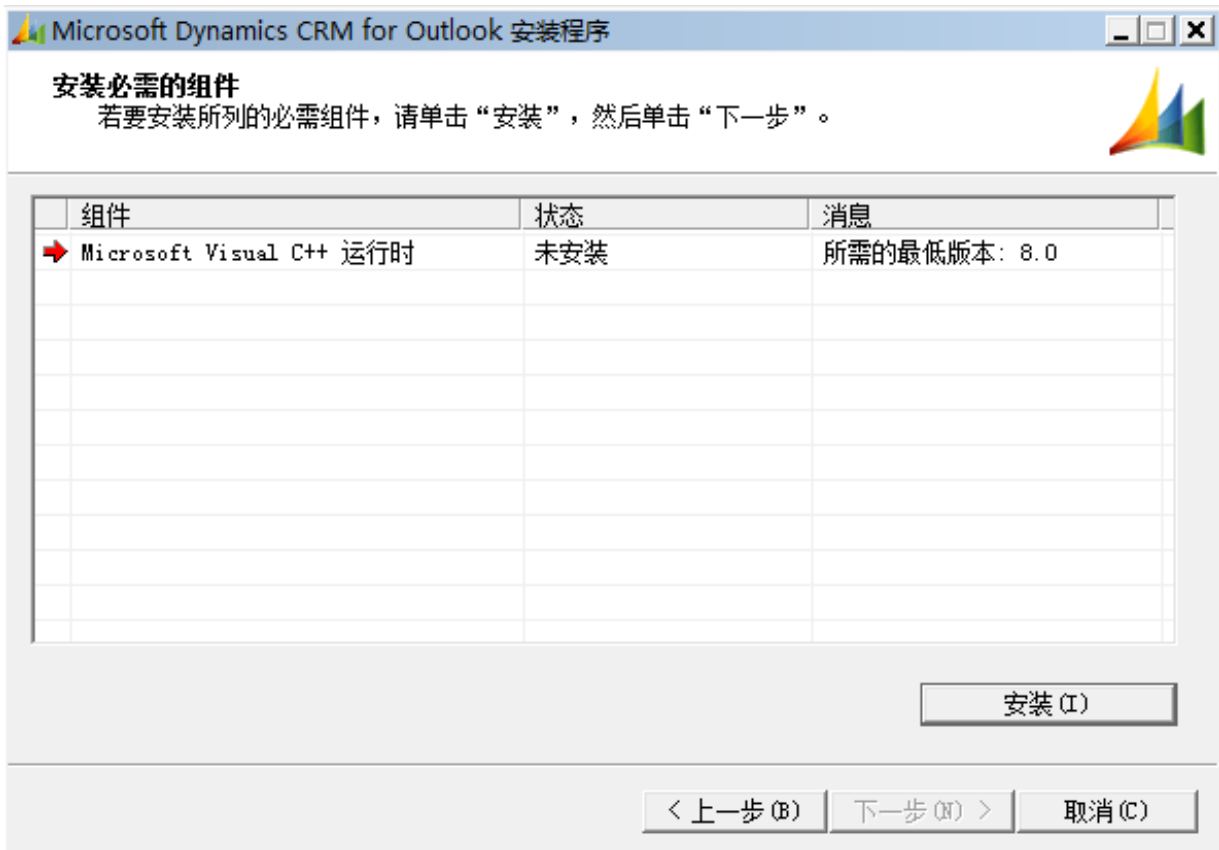 Microsoft Dynamics CRM for Outlook 安装程序
安装必需的组件
若要安装所列的必需组件，请单击“安装”，然后单击“下一步”。
组件 状态 消息
Microsoft Visual C++ 运行时 未安装 所需的最低版本: 8.0
安装(I)
< 上一步(B) 下一步(N) > 取消(C)